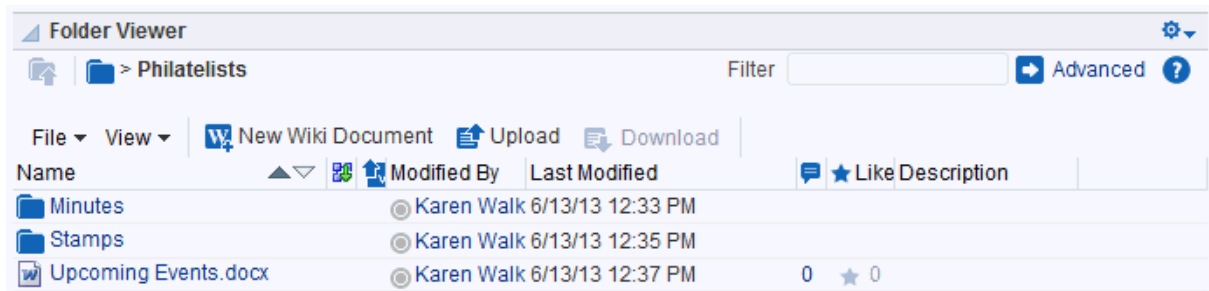 Folder Viewer
> Philatelists Filter Advanced ?
File View New Wiki Document Upload Download
Name Modified By Last Modified Like Description
Minutes Karen Walk 6/13/13 12:33 PM
Stamps Karen Walk 6/13/13 12:35 PM
Upcoming Events.docx Karen Walk 6/13/13 12:37 PM 0 0